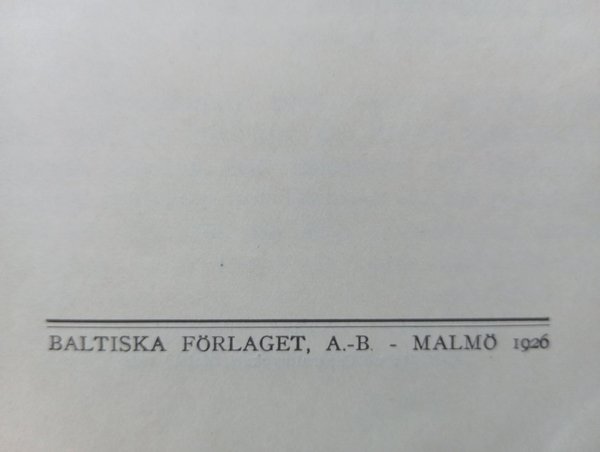 BALTISKA FÖRLAGET, A.-B. - MALMÖ 1926